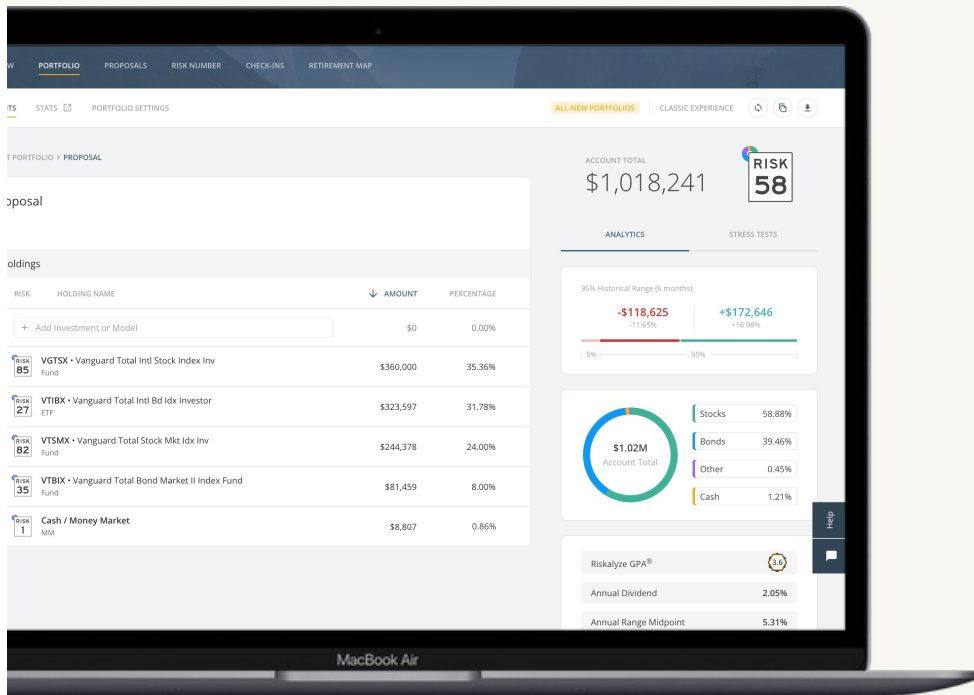 W PORTFOLIO PROPOSALS RISK NUMBER CHECK-INS RETIREMENT MAP
TS STATS PORTFOLIO SETTINGS
ALL-NEW PORTFOLIOS CLASSIC EXPERIENCE
T PORTFOLIO > PROPOSAL
oposal
ACCOUNT TOTAL
$1,018,241
RISK
58
ANALYTICS STRESS TESTS
oldings
RISK HOLDING NAME AMOUNT PERCENTAGE
+ Add Investment or Model $0 0.00%
RISK
85
VGTSX • Vanguard Total Intl Stock Index Inv
Fund
$360,000 35.36%
RISK
27
VTIBX • Vanguard Total Intl Bd Idx Investor
ETF
$323,597 31.78%
RISK
82
VTSMX • Vanguard Total Stock Mkt Idx Inv
Fund
$244,378 24.00%
RISK
35
VTBIX • Vanguard Total Bond Market II Index Fund
Fund
$81,459 8.00%
RISK
1
Cash / Money Market
MM
$8,807 0.86%
95% Historical Range (6 months)
-$118,625 +$172,646
-11.65% +16.96%
5% 95%
$1.02M
Account Total
Stocks 58.88%
Bonds 39.46%
Other 0.45%
Cash 1.21%
Help
Riskalyze GPA® 3.6
Annual Dividend 2.05%
Annual Range Midpoint 5.31%
MacBook Air